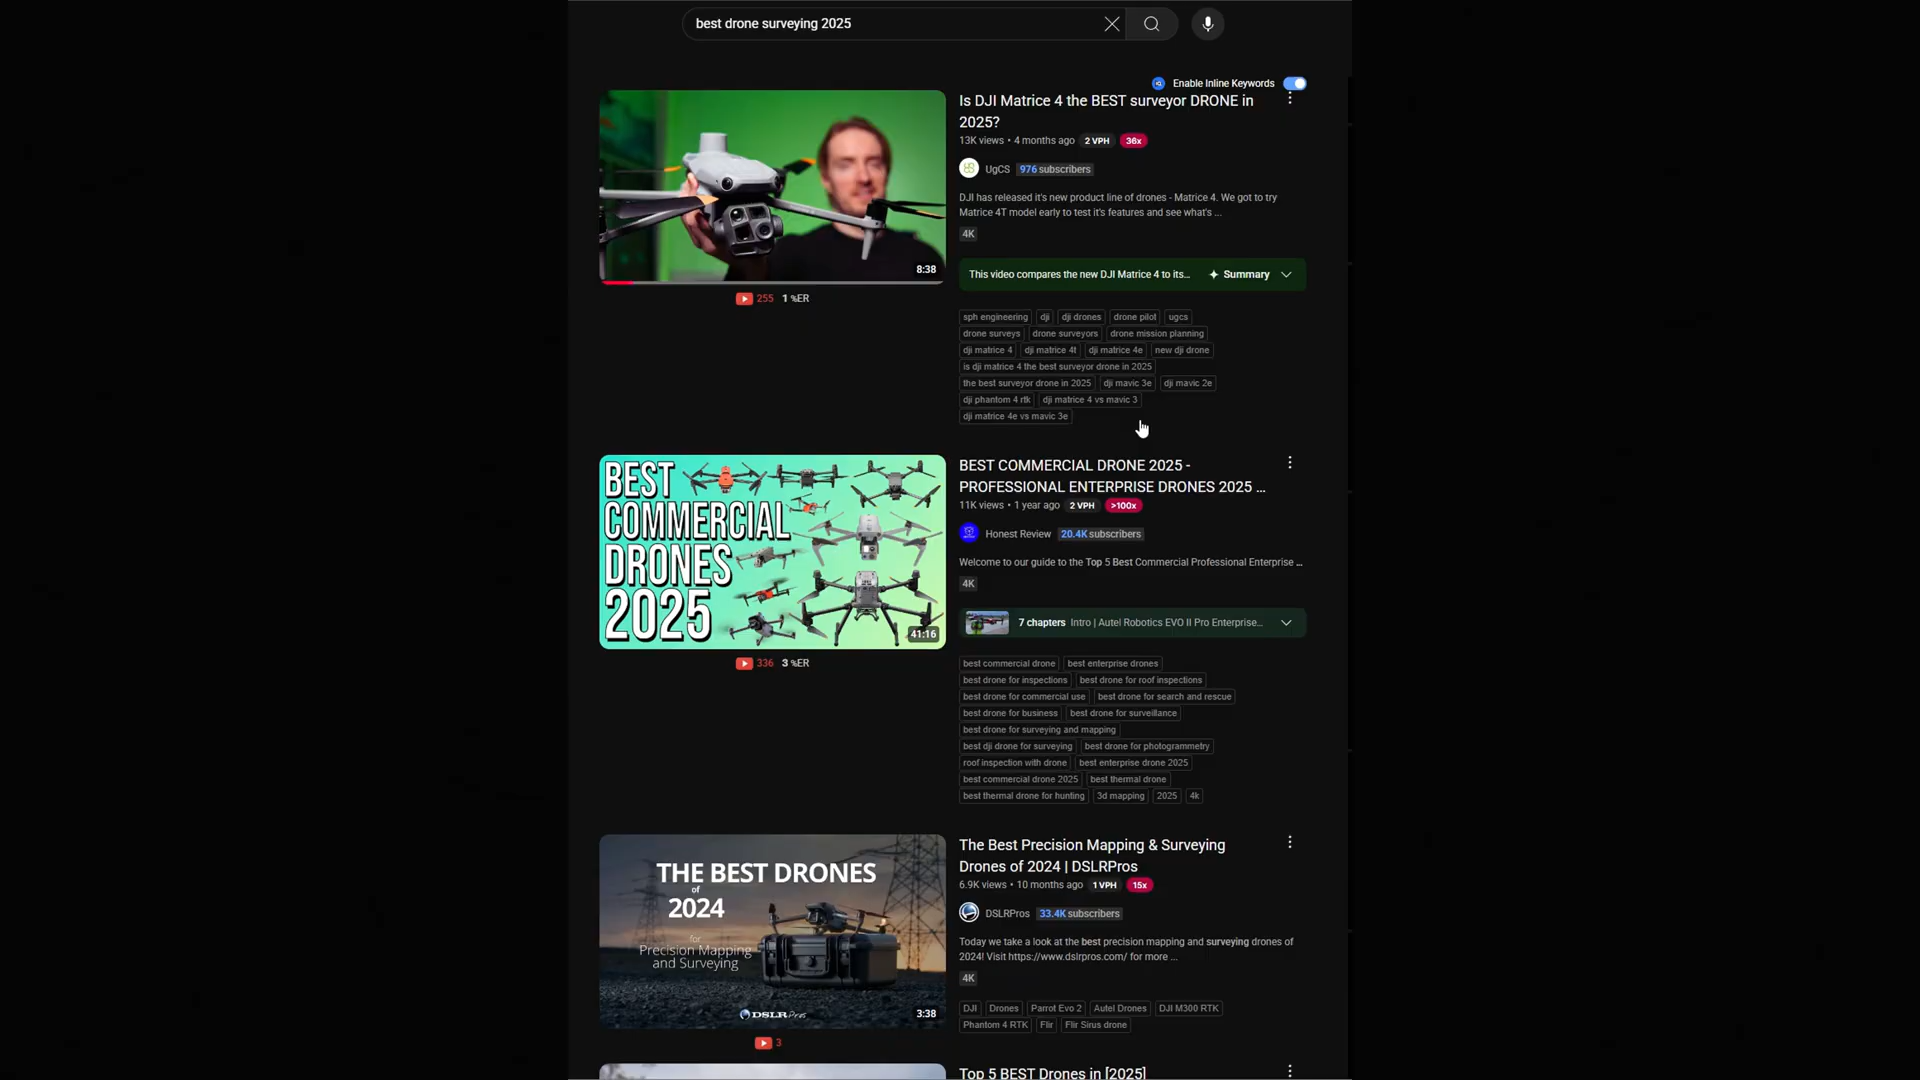 best drone surveying 2025
Enable Inline Keywords
Is DJI Matrice 4 the BEST surveyor DRONE in
2025?
13K views • 4 months ago 2 VPH 36x
UgCS 976 subscribers
DJI has released it's new product line of drones - Matrice 4. We got to try
Matrice 4T model early to test it's features and see what's ...
4K
8:38
This video compares the new DJI Matrice 4 to its... Summary
255 1 %ER
sph engineering dji dji drones drone pilot ugcs
drone surveys drone surveyors drone mission planning
dji matrice 4 dji matrice 4t dji matrice 4e new dji drone
is dji matrice 4 the best surveyor drone in 2025
the best surveyor drone in 2025 dji mavic 3e dji mavic 2e
dji phantom 4 rtk dji matrice 4 vs mavic 3
dji matrice 4e vs mavic 3e
BEST
COMMERCIAL
DRONES
2025
41:16
336 3 %ER
BEST COMMERCIAL DRONE 2025 -
PROFESSIONAL ENTERPRISE DRONES 2025 ...
11K views • 1 year ago 2 VPH >100x
Honest Review 20.4K subscribers
Welcome to our guide to the Top 5 Best Commercial Professional Enterprise ...
4K
7 chapters Intro | Autel Robotics EVO II Pro Enterprise...
best commercial drone best enterprise drones
best drone for inspections best drone for roof inspections
best drone for commercial use best drone for search and rescue
best drone for business best drone for surveillance
best drone for surveying and mapping
best dji drone for surveying best drone for photogrammetry
roof inspection with drone best enterprise drone 2025
best commercial drone 2025 best thermal drone
best thermal drone for hunting 3d mapping 2025 4k
THE BEST DRONES
of
2024
for
Precision Mapping
and Surveying
DSLRPros
3:38
3
The Best Precision Mapping & Surveying
Drones of 2024 | DSLRPros
6.9K views • 10 months ago 1 VPH 15x
DSLRPros 33.4K subscribers
Today we take a look at the best precision mapping and surveying drones of
2024! Visit https://www.dslrpros.com/ for more ...
4K
DJI Drones Parrot Evo 2 Autel Drones DJI M300 RTK
Phantom 4 RTK Flir Flir Sirus drone
Top 5 BEST Drones in [2025]